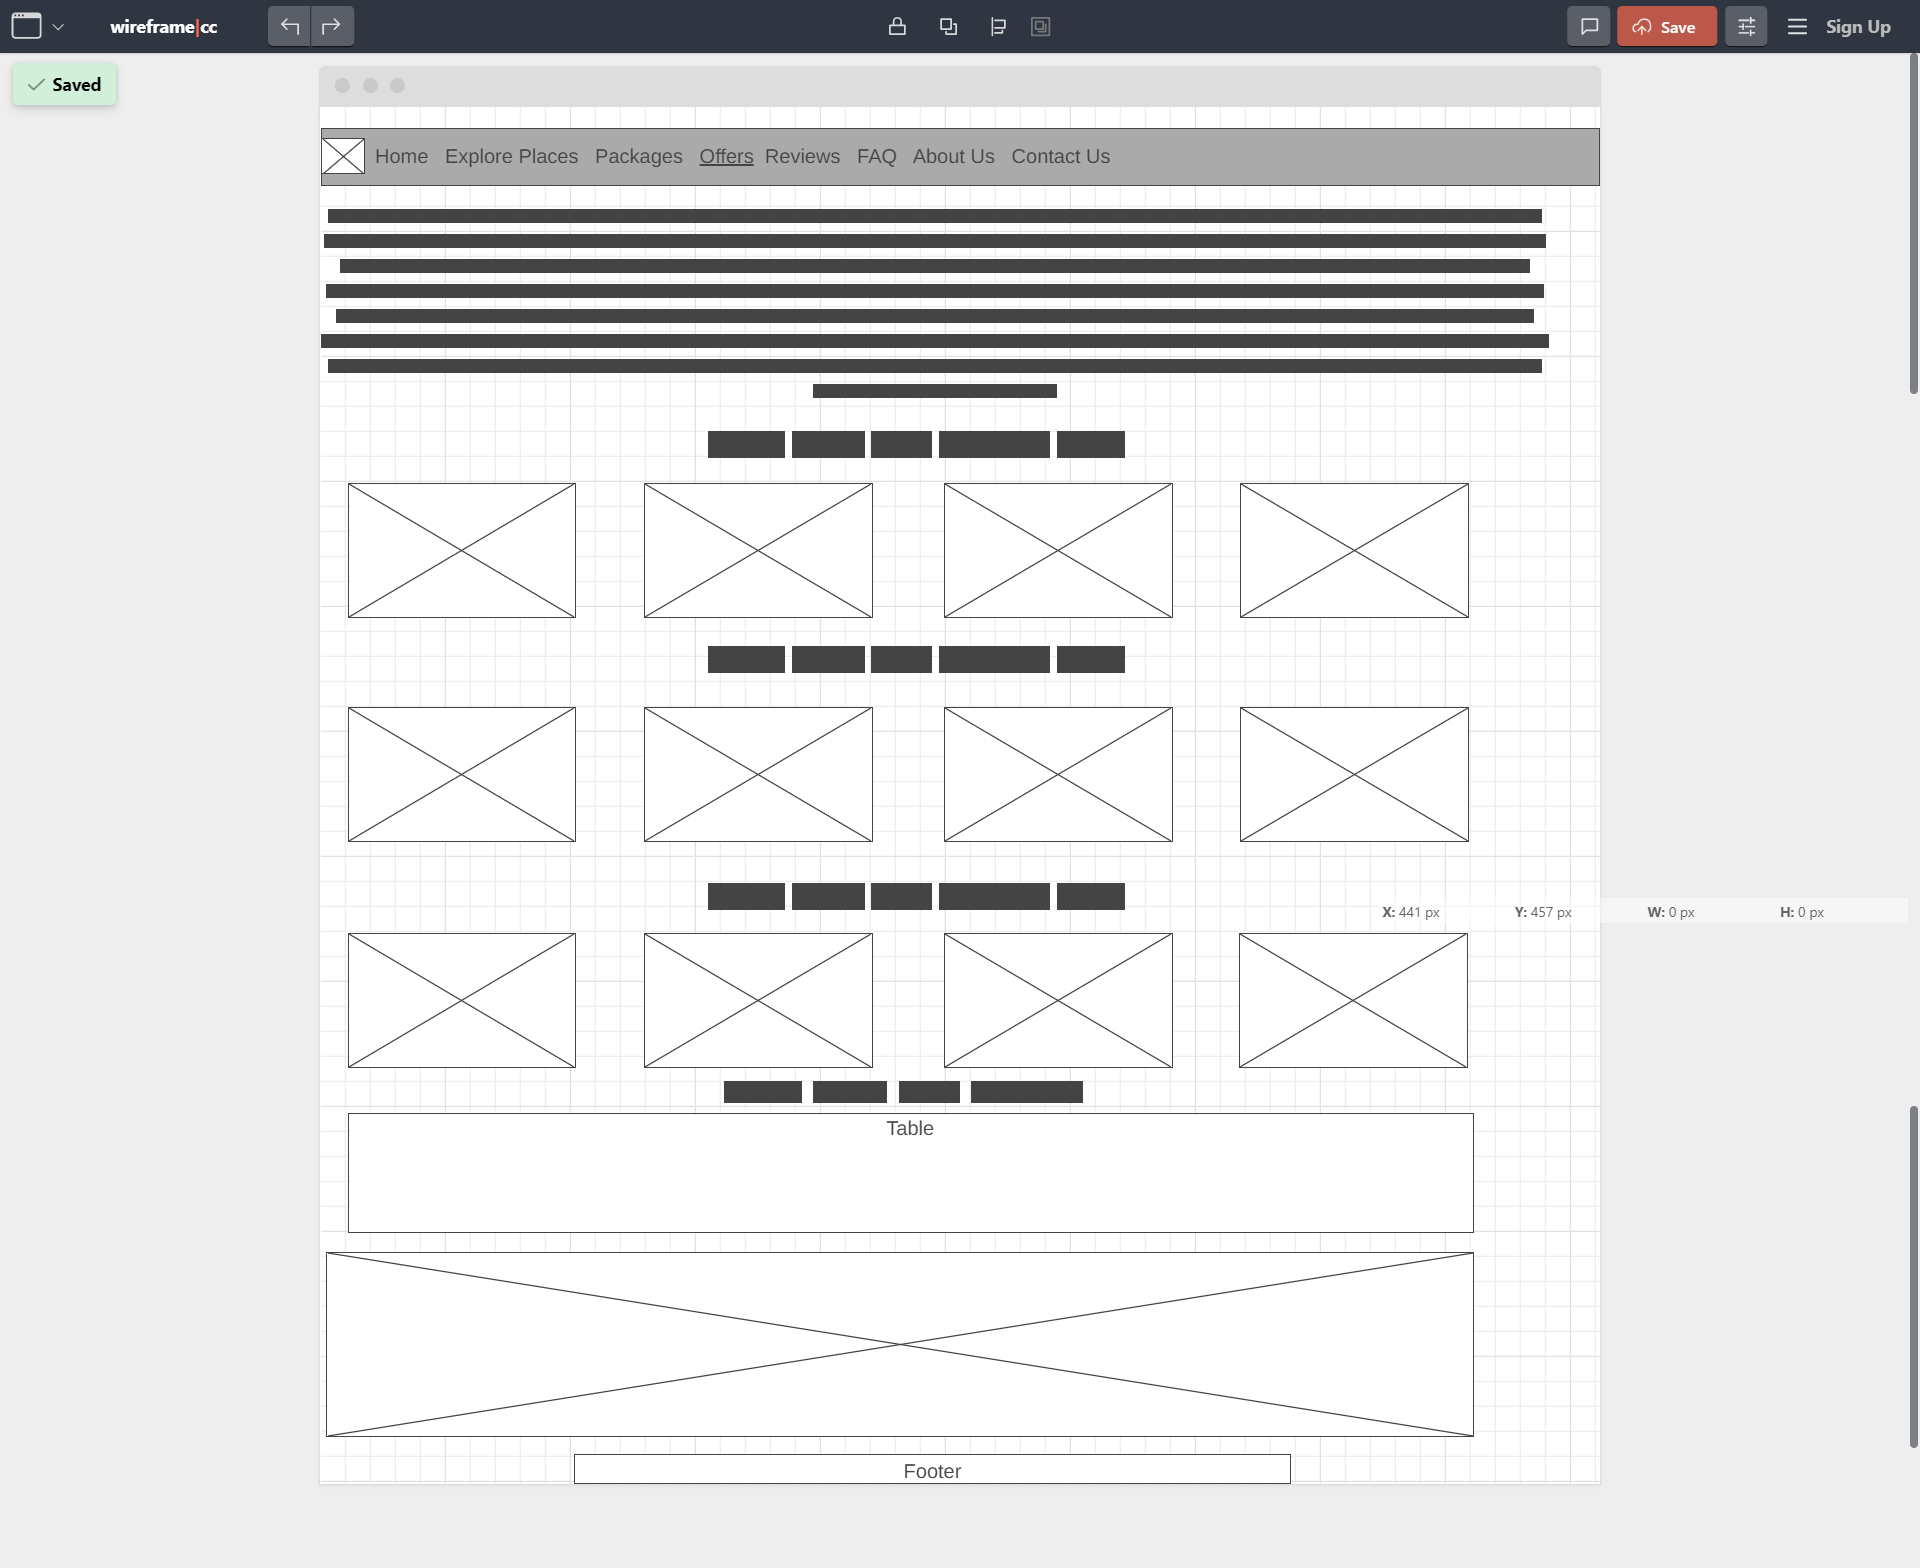 wireframe|cc
Save
Sign Up
Saved
Home Explore Places Packages Offers Reviews FAQ About Us Contact Us
X: 441 px Y: 457 px W: 0 px H: 0 px
Table
Footer